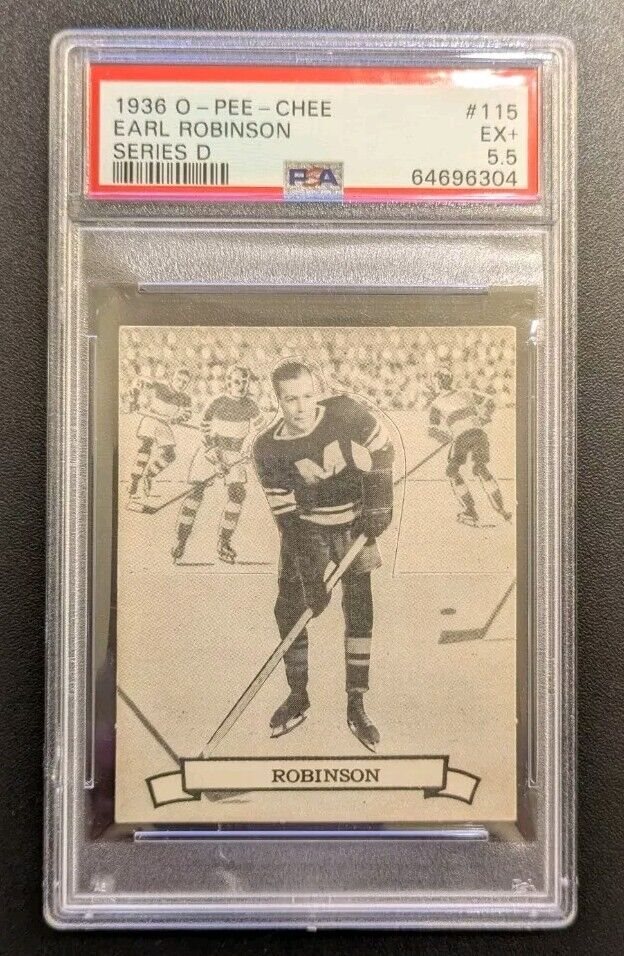 1936 O-PEE-CHEE #115
EARL ROBINSON EX+
SERIES D 5.5
PSA 64696304
M
ROBINSON